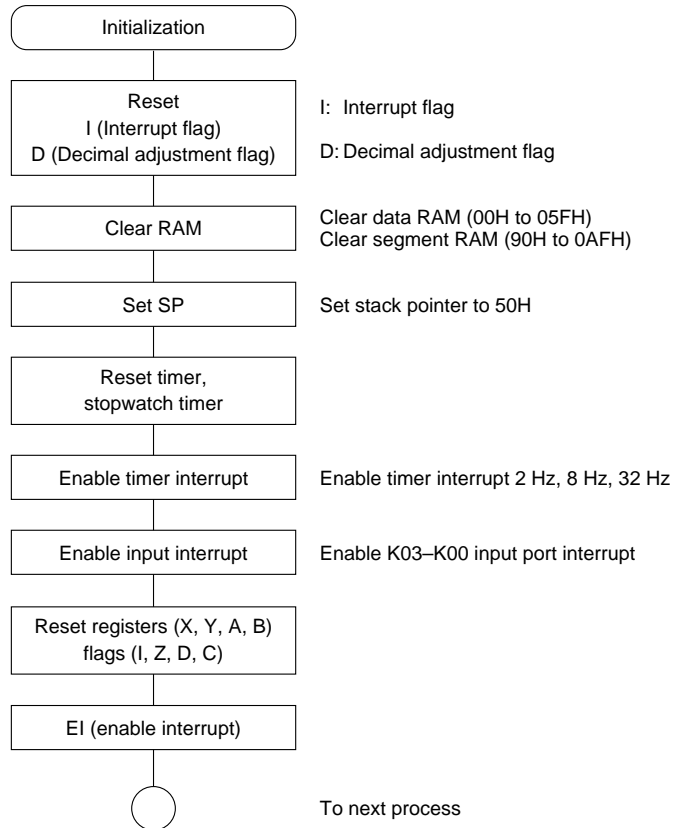 Initialization
Reset
I (Interrupt flag)
D (Decimal adjustment flag)
I: Interrupt flag
D: Decimal adjustment flag
Clear RAM
Clear data RAM (00H to 05FH)
Clear segment RAM (90H to 0AFH)
Set SP
Set stack pointer to 50H
Reset timer,
stopwatch timer
Enable timer interrupt
Enable timer interrupt 2 Hz, 8 Hz, 32 Hz
Enable input interrupt
Enable K03–K00 input port interrupt
Reset registers (X, Y, A, B)
flags (I, Z, D, C)
EI (enable interrupt)
To next process